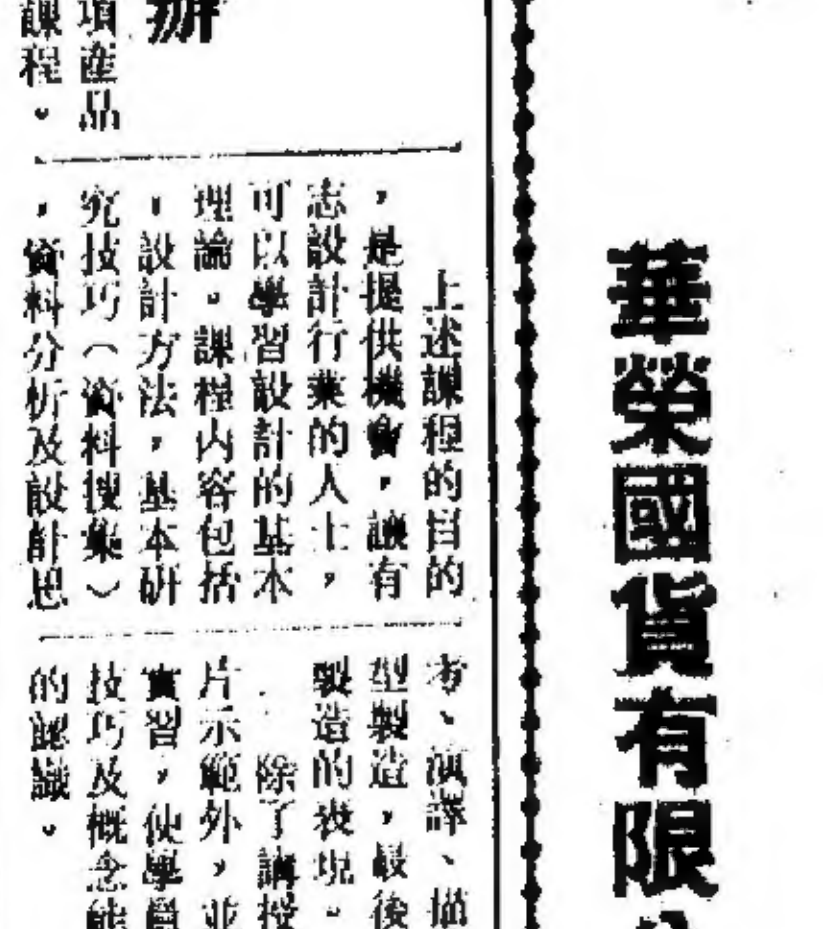 華榮國貨有限
辦
項產品
課程。
上述課程的目的
，是提供機會，讓有
志設計行業的人士，
可以學習設計的基本
理論。課程內容包括
，設計方法，基本研
究技巧（資料搜集）
，資料分析及設計思
考、演譯、描
型製造，最後
製造的表現。
除了講授
片示範外，並
實習，使學員
技巧及概念能
的認識。